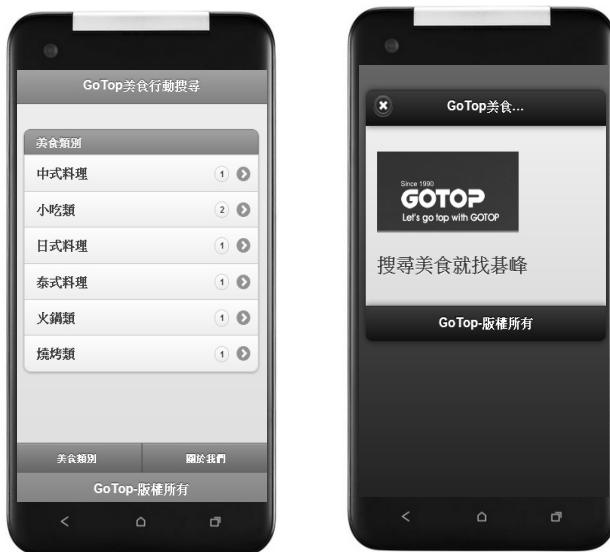 GoTop美食行動搜尋
美食類別
中式料理 1
小吃類 2
日式料理 1
泰式料理 1
火鍋類 1
燒烤類 1
美食類別 關於我們
GoTop-版權所有
GoTop美食...
Since 1990
GOTOP
Let's go top with GOTOP
搜尋美食就找碁峰
GoTop-版權所有